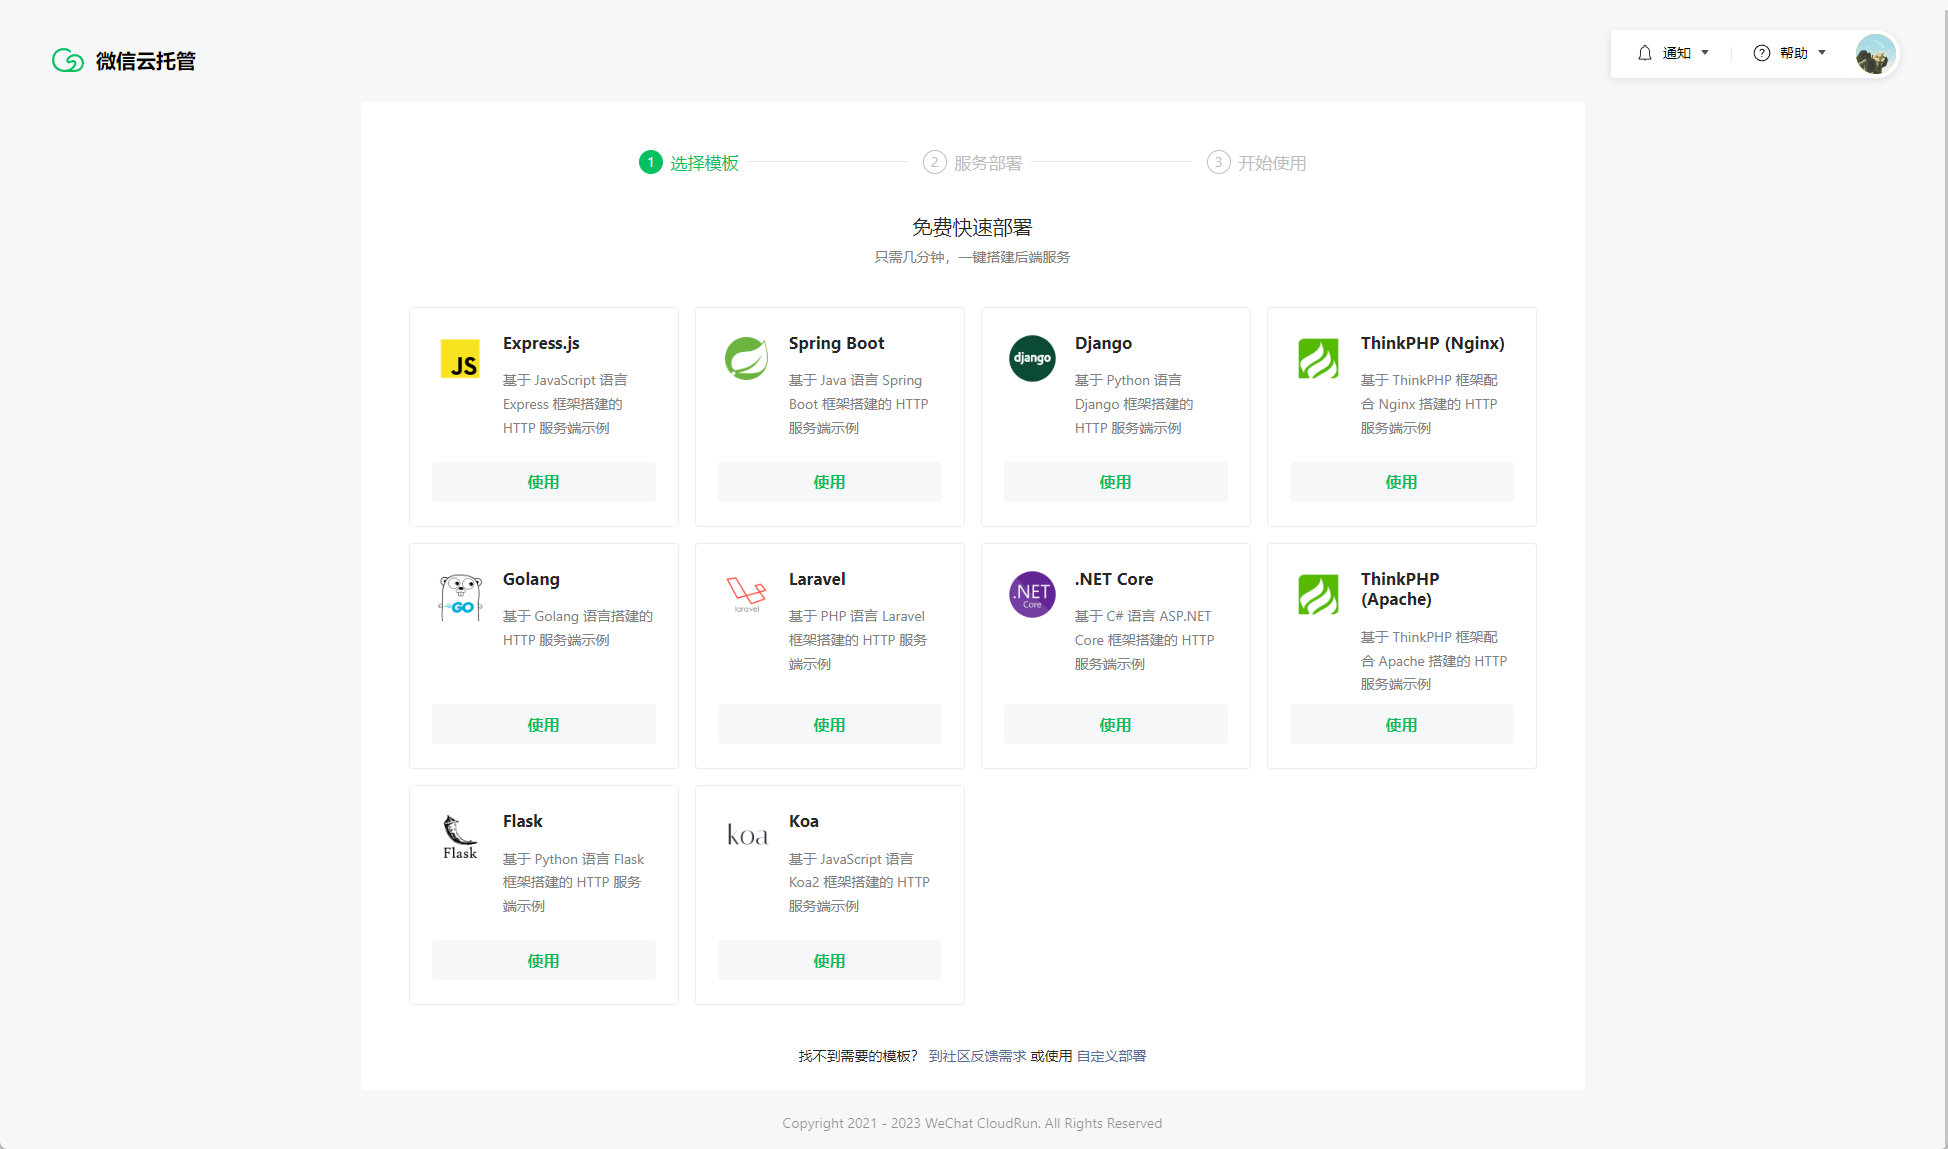 微信云托管
通知
帮助
1 选择模板
2 服务部署
3 开始使用
免费快速部署
只需几分钟，一键搭建后端服务
JS
Express.js
基于 JavaScript 语言
Express 框架搭建的
HTTP 服务端示例
使用
Spring Boot
基于 Java 语言 Spring
Boot 框架搭建的 HTTP
服务端示例
使用
django
Django
基于 Python 语言
Django 框架搭建的
HTTP 服务端示例
使用
ThinkPHP (Nginx)
基于 ThinkPHP 框架配
合 Nginx 搭建的 HTTP
服务端示例
使用
GO
Golang
基于 Golang 语言搭建的
HTTP 服务端示例
使用
laravel
Laravel
基于 PHP 语言 Laravel
框架搭建的 HTTP 服务
端示例
使用
.NET
Core
.NET Core
基于 C# 语言 ASP.NET
Core 框架搭建的 HTTP
服务端示例
使用
ThinkPHP
(Apache)
基于 ThinkPHP 框架配
合 Apache 搭建的 HTTP
服务端示例
使用
Flask
Flask
基于 Python 语言 Flask
框架搭建的 HTTP 服务
端示例
使用
koa
Koa
基于 JavaScript 语言
Koa2 框架搭建的 HTTP
服务端示例
使用
找不到需要的模板？ 到社区反馈需求 或使用 自定义部署
Copyright 2021 - 2023 WeChat CloudRun. All Rights Reserved